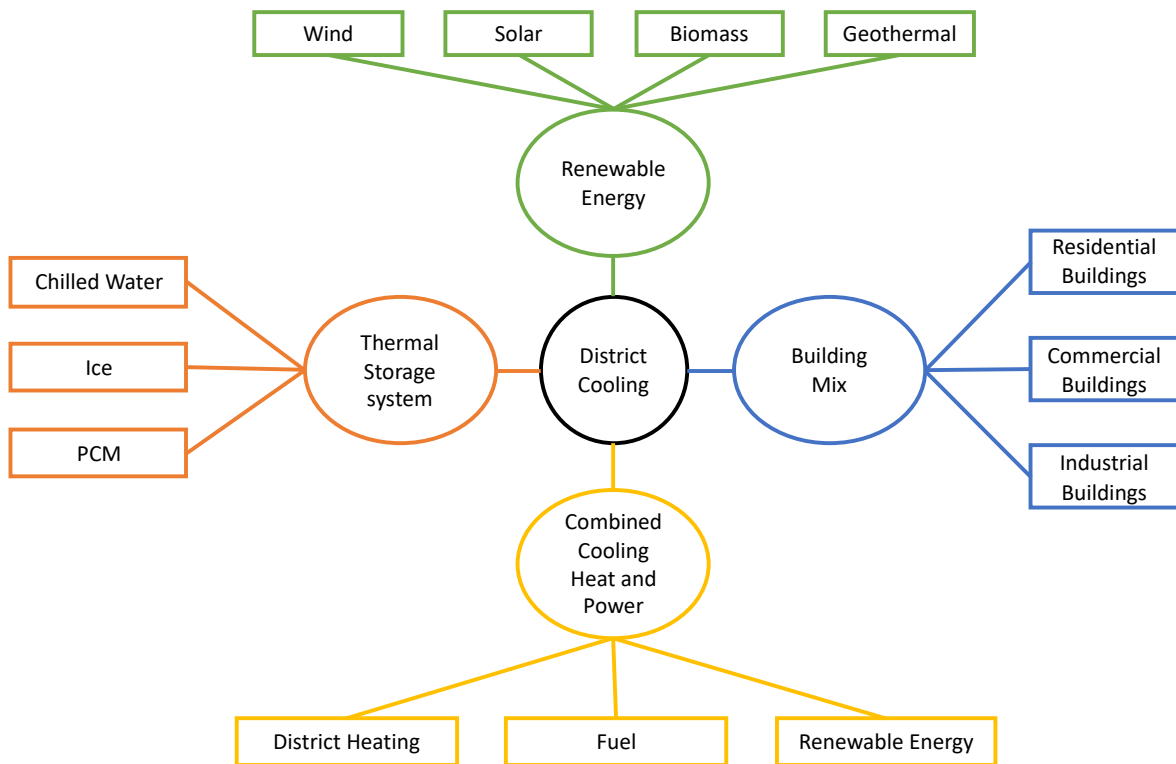 Wind
Solar
Biomass
Geothermal
Renewable
Energy
Chilled Water
Ice
PCM
Thermal
Storage
system
District
Cooling
Building
Mix
Residential
Buildings
Commercial
Buildings
Industrial
Buildings
Combined
Cooling
Heat and
Power
District Heating
Fuel
Renewable Energy